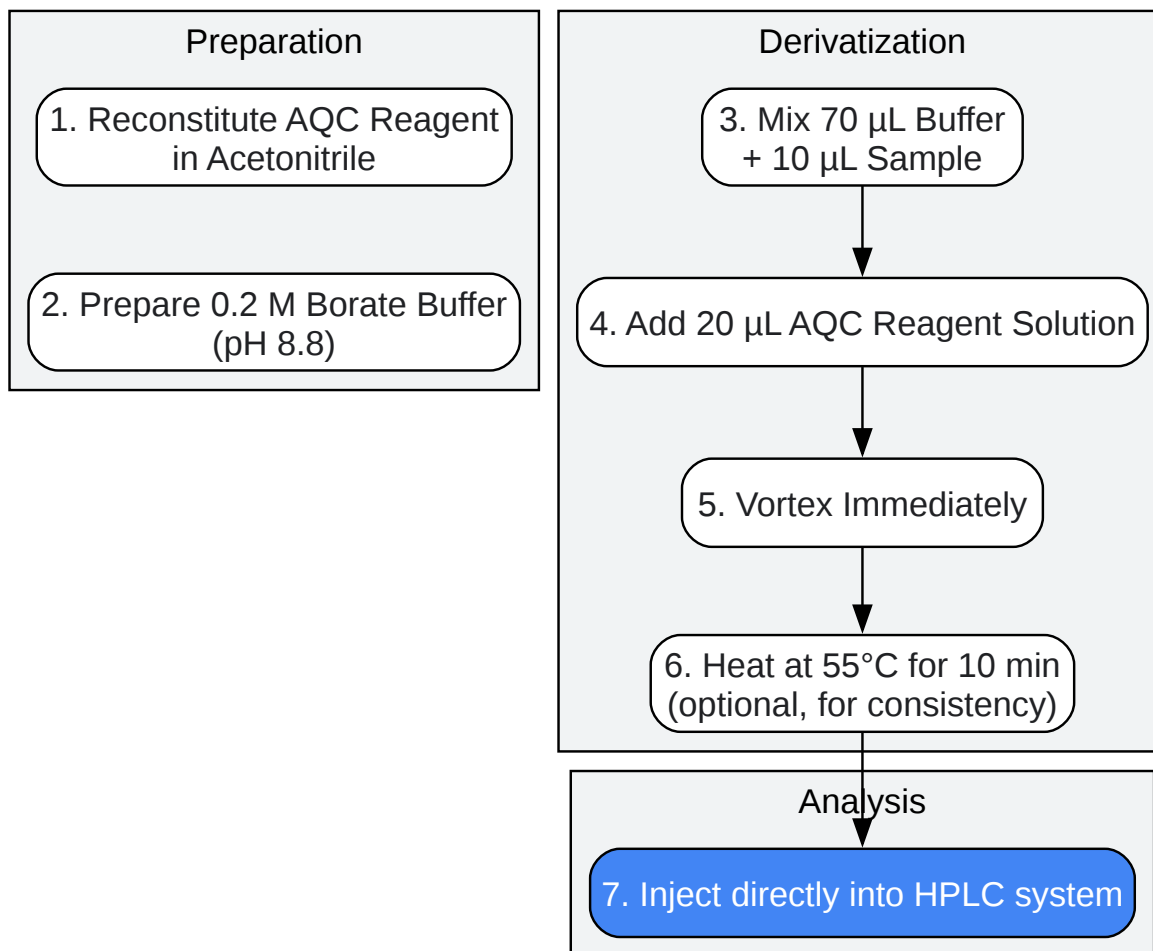 Preparation
1. Reconstitute AQC Reagent
in Acetonitrile
2. Prepare 0.2 M Borate Buffer
(pH 8.8)
Derivatization
3. Mix 70 µL Buffer
+ 10 µL Sample
4. Add 20 µL AQC Reagent Solution
5. Vortex Immediately
6. Heat at 55°C for 10 min
(optional, for consistency)
Analysis
7. Inject directly into HPLC system